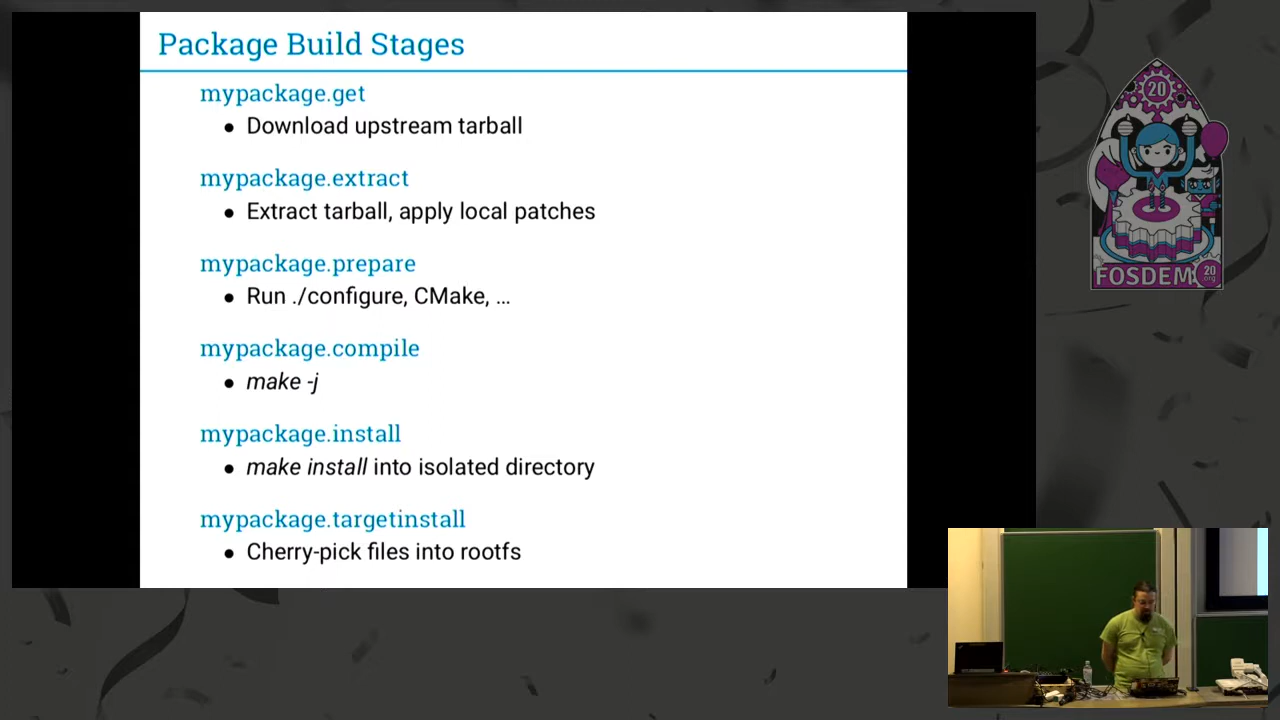 Package Build Stages
mypackage.get
● Download upstream tarball
mypackage.extract
● Extract tarball, apply local patches
mypackage.prepare
● Run ./configure, CMake, ...
mypackage.compile
● make -j
mypackage.install
● make install into isolated directory
mypackage.targetinstall
● Cherry-pick files into rootfs
20
FOSDEM 20
.org